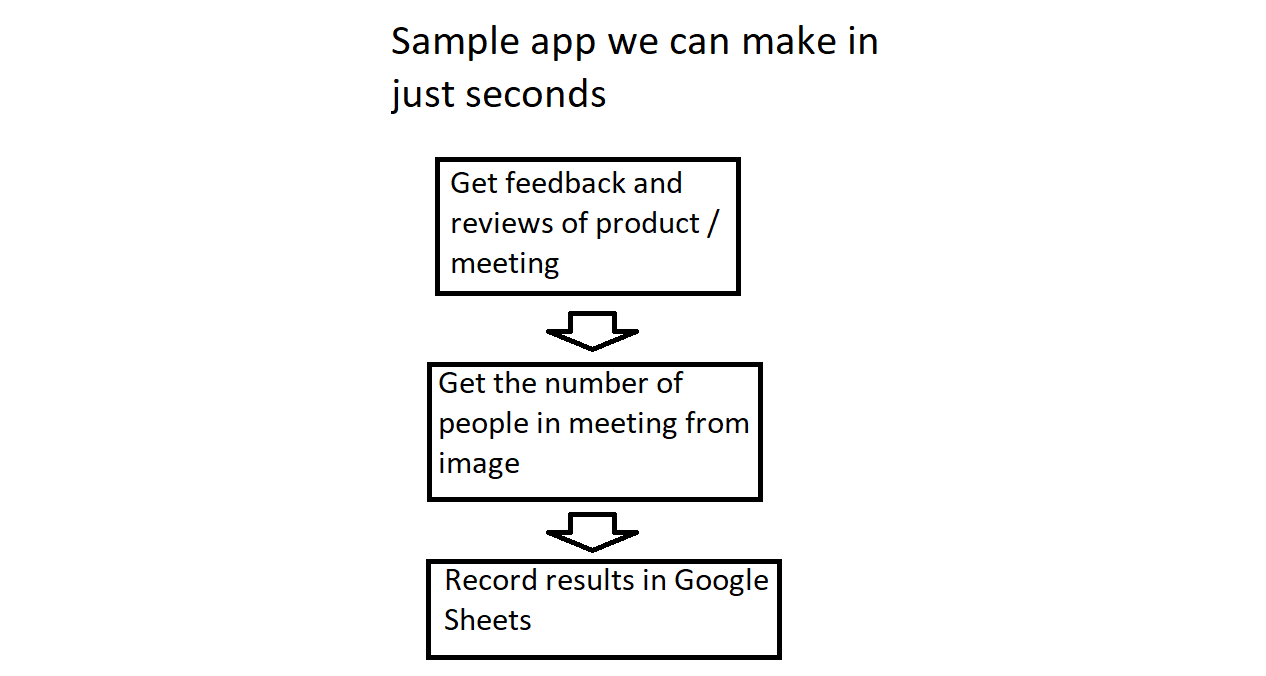 Sample app we can make in
just seconds
Get feedback and
reviews of product /
meeting
Get the number of
people in meeting from
image
Record results in Google
Sheets